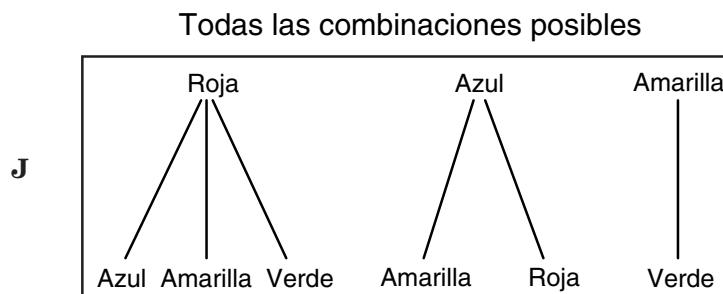 Todas las combinaciones posibles
J
Roja Azul Amarilla
Azul Amarilla Verde Amarilla Roja Verde